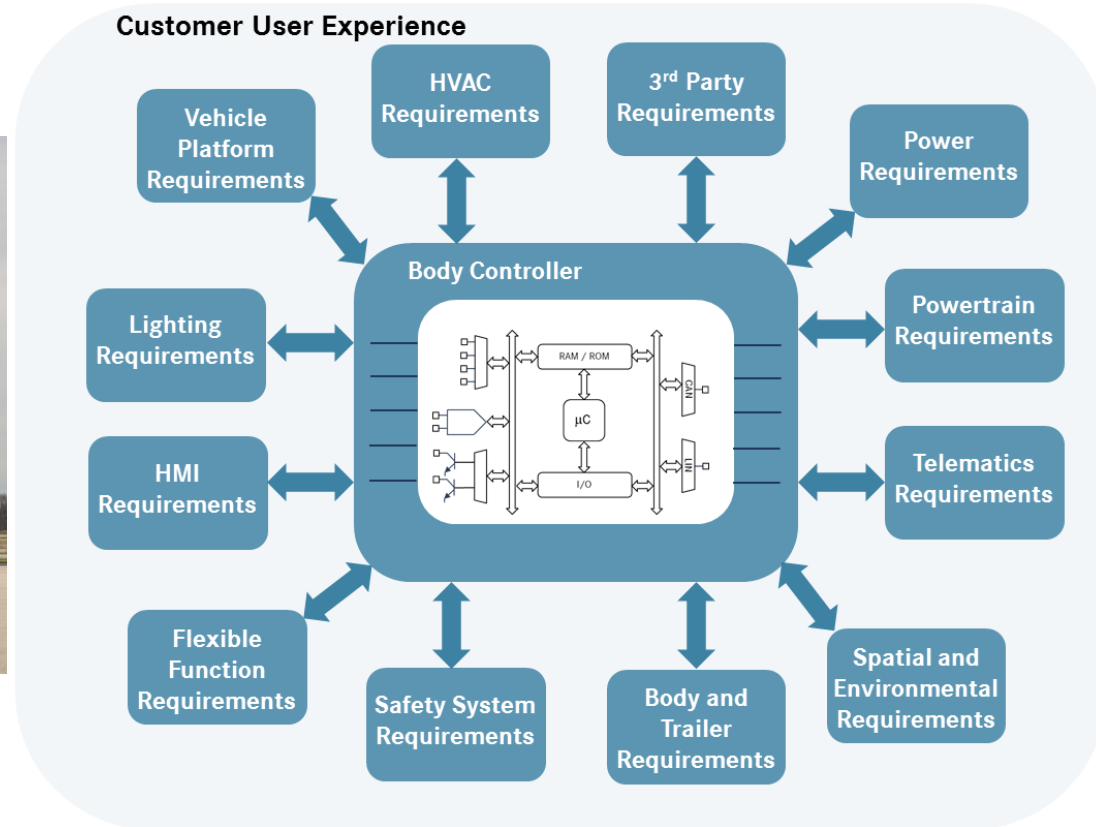 Customer User Experience
HVAC
Requirements
3rd Party
Requirements
Vehicle
Platform
Requirements
Power
Requirements
Body Controller
Lighting
Requirements
Powertrain
Requirements
RAM / ROM
CAN
μC
HMI
Requirements
LIN
I/O
Telematics
Requirements
Flexible
Function
Requirements
Safety System
Requirements
Body and
Trailer
Requirements
Spatial and
Environmental
Requirements